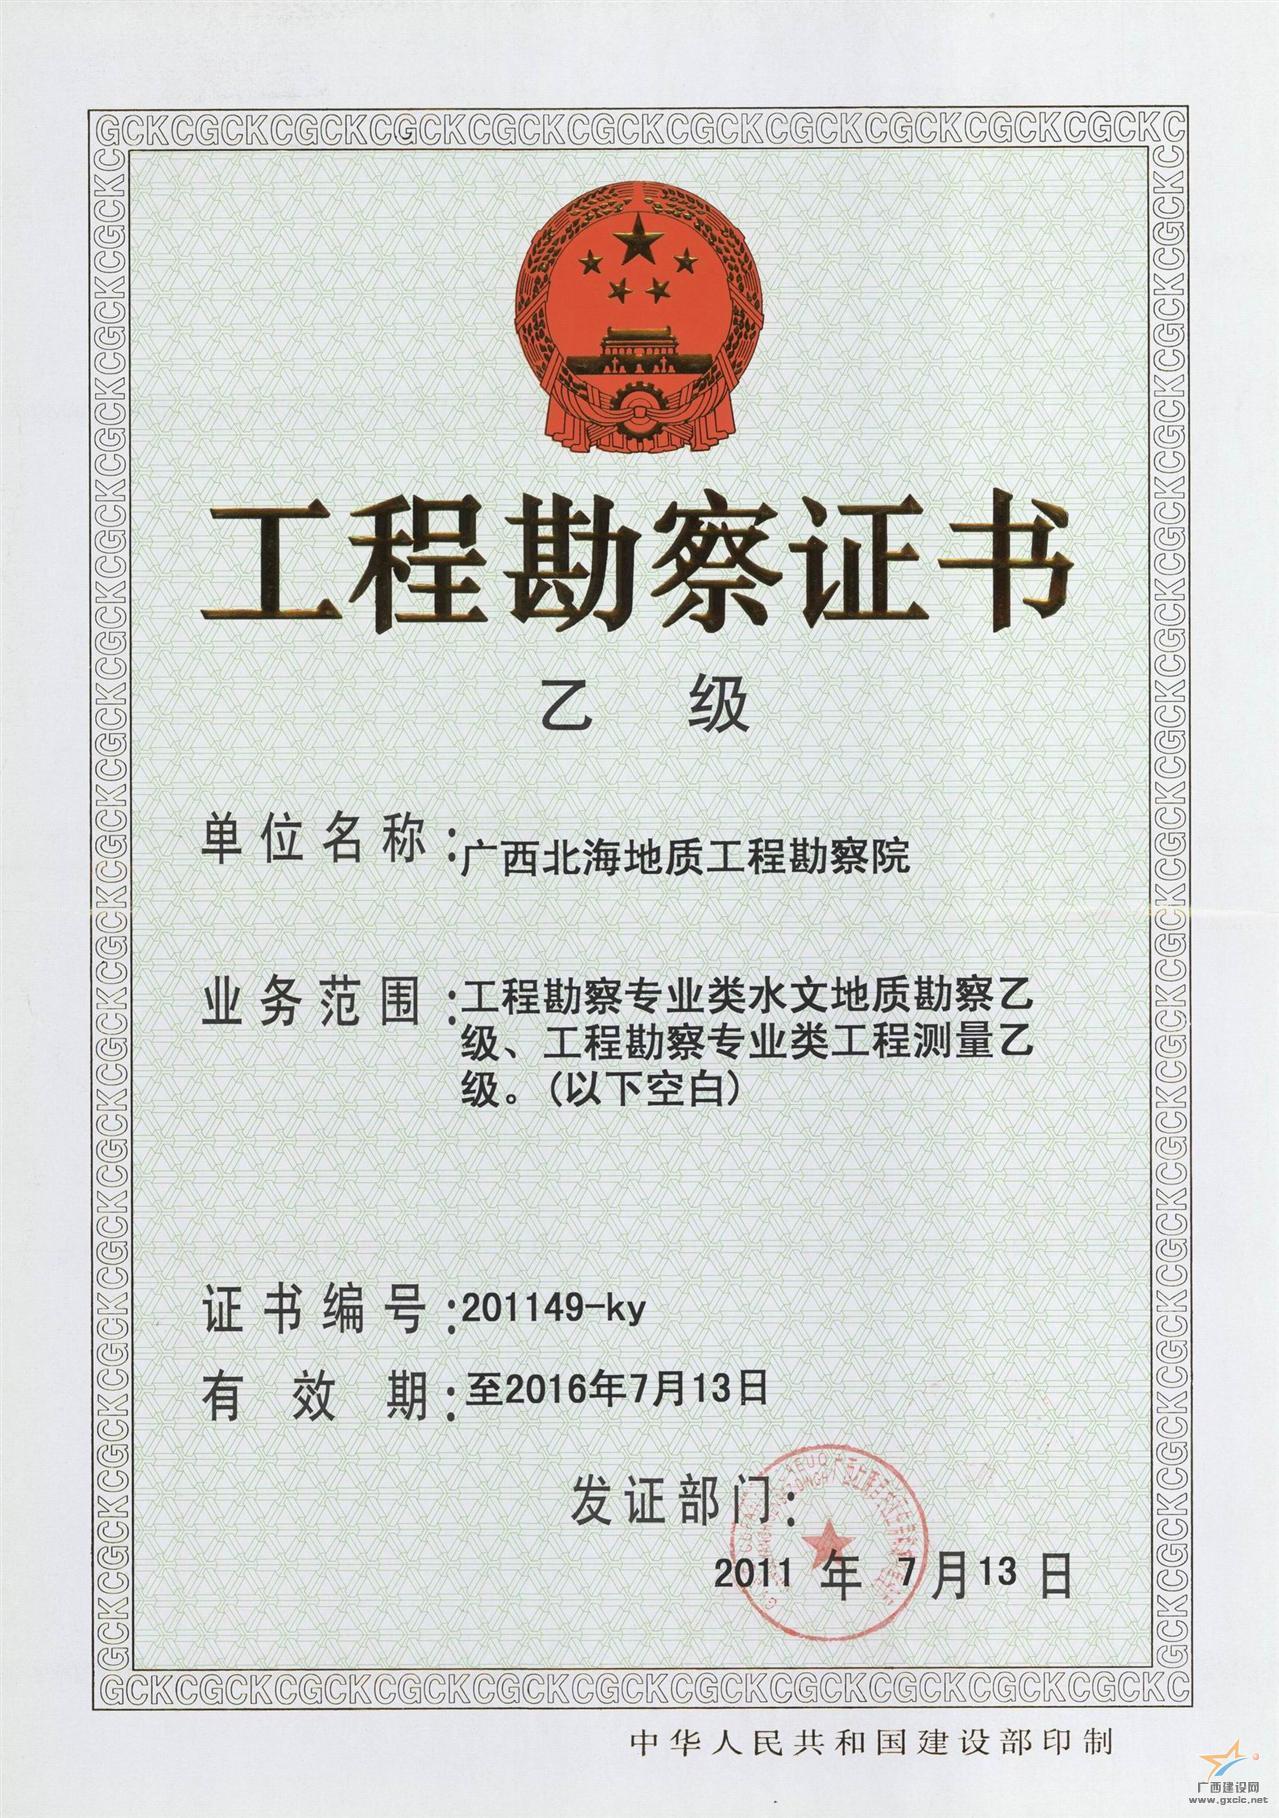 GCKCGCKCGCKCGCKCGCKCGCKCGCKCGCKCGCKCGCKCGCKC
工程勘察证书
乙 级
单位名称:广西北海地质工程勘察院
业务范围:工程勘察专业类水文地质勘察乙
级、工程勘察专业类工程测量乙
级。(以下空白)
证书编号:201149-ky
有效期:至2016年7月13日
发证部门:
2011 年 7 月 13 日
GCKCGCKCGCKCGCKCGCKCGCKCGCKCGCKCGCKCGCKCGCKC
中华人民共和国建设部印制
广西建设网
www.gxcic.net